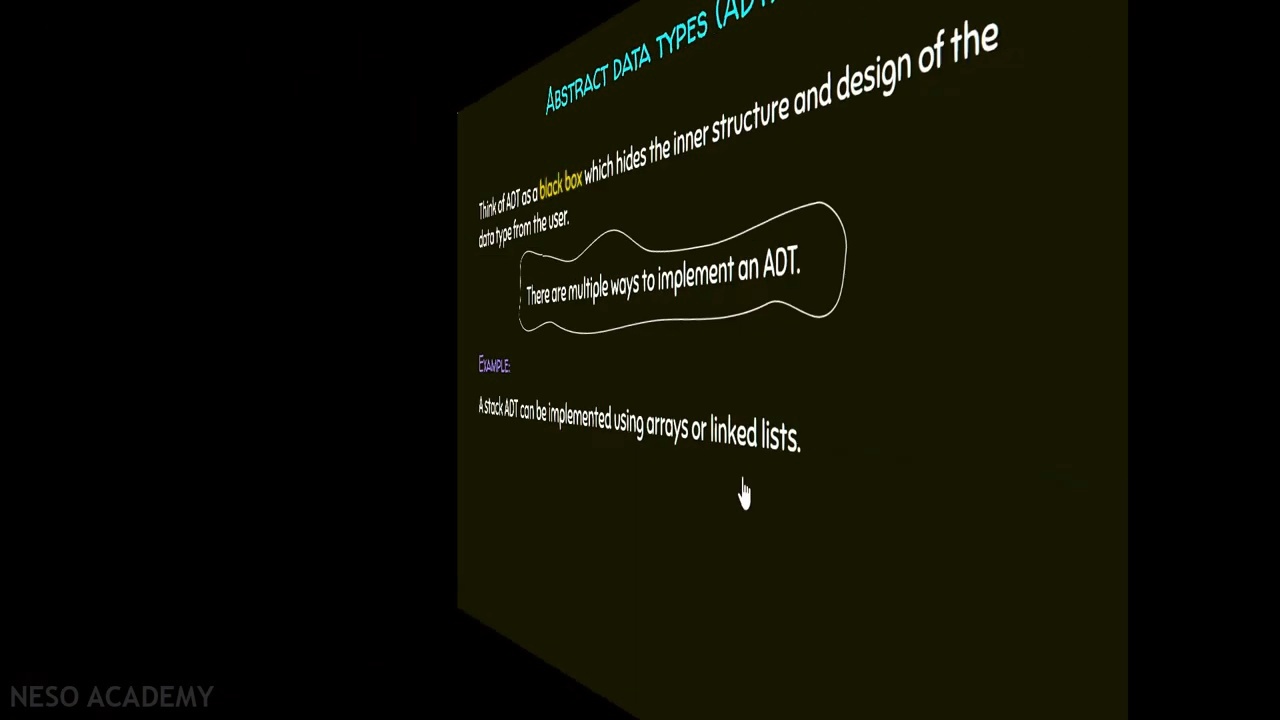 ABSTRACT DATA TYPES (ADT
Think of ADT as a black box which hides the inner structure and design of the
data type from the user.
There are multiple ways to implement an ADT.
EXAMPLE:
A stack ADT can be implemented using arrays or linked lists.
NESO ACADEMY